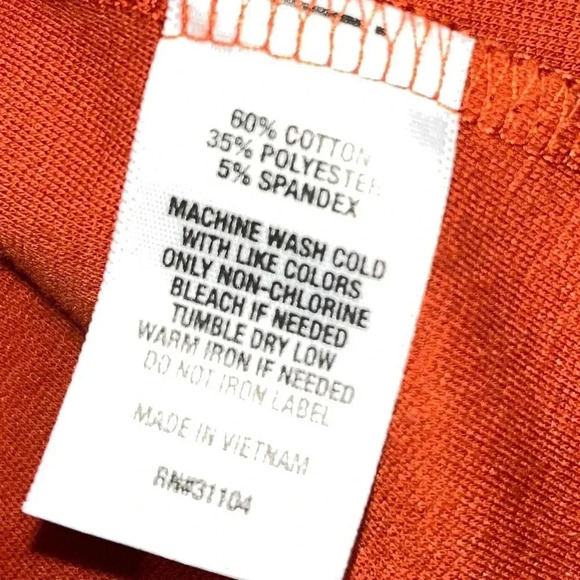 60% COTTON
35% POLYESTER
5% SPANDEX
MACHINE WASH COLD
WITH LIKE COLORS
ONLY NON-CHLORINE
BLEACH IF NEEDED
TUMBLE DRY LOW
WARM IRON IF NEEDED
DO NOT IRON LABEL
MADE IN VIETNAM
RN#31104